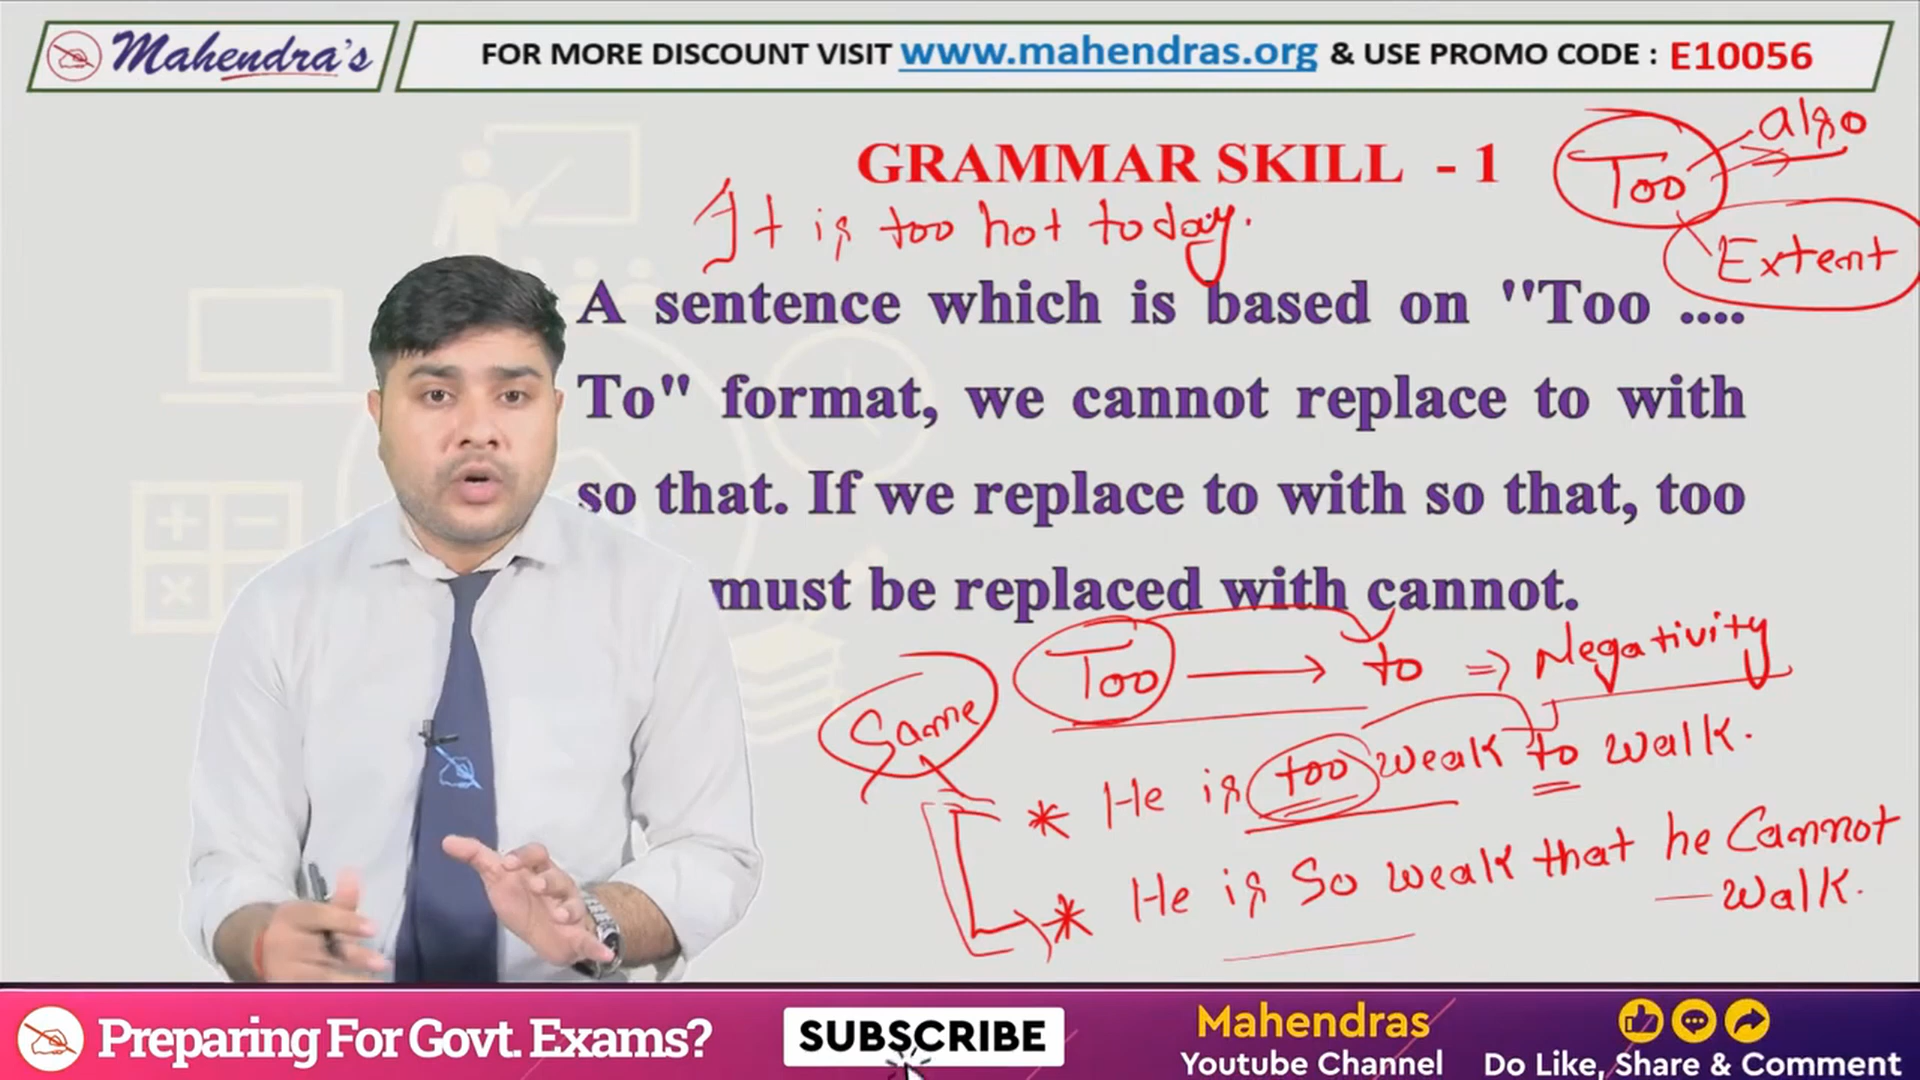 Mahendra's
FOR MORE DISCOUNT VISIT www.mahendras.org & USE PROMO CODE : E10056
GRAMMAR SKILL - 1
Too
also
Extent
It is too hot today.
A sentence which is based on "Too ....
To" format, we cannot replace to with
so that. If we replace to with so that, too
must be replaced with cannot.
Too → to ⇒ Negativity
Same
* He is too weak to walk.
* He is So weak that he Cannot
walk.
Preparing For Govt. Exams?
SUBSCRIBE
Mahendras
Youtube Channel
Do Like, Share & Comment